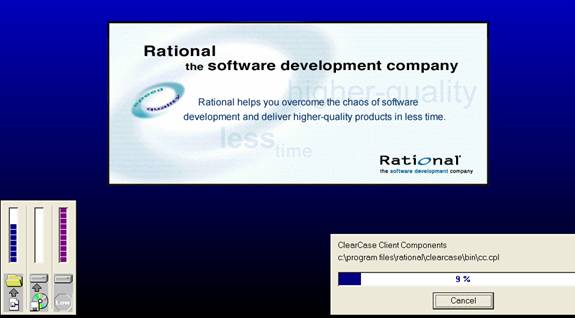 Rational
the software development company
higher-quality
Rational helps you overcome the chaos of software
development and deliver higher-quality products in less time.
speed
quality
less
time
Rational
the software development company
ClearCase Client Components
c:\program files\rational\clearcase\bin\cc.cpl
9 %
Cancel
Low